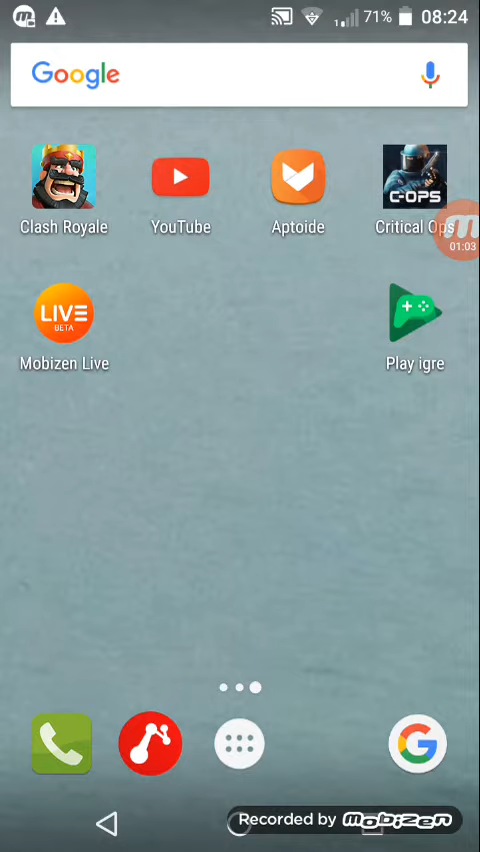 71% 08:24
Google
C-OPS
Clash Royale
YouTube
Aptoide
Critical Ops
01:03
LIVE
BETA
Mobizen Live
Play igre
Recorded by Mobizen